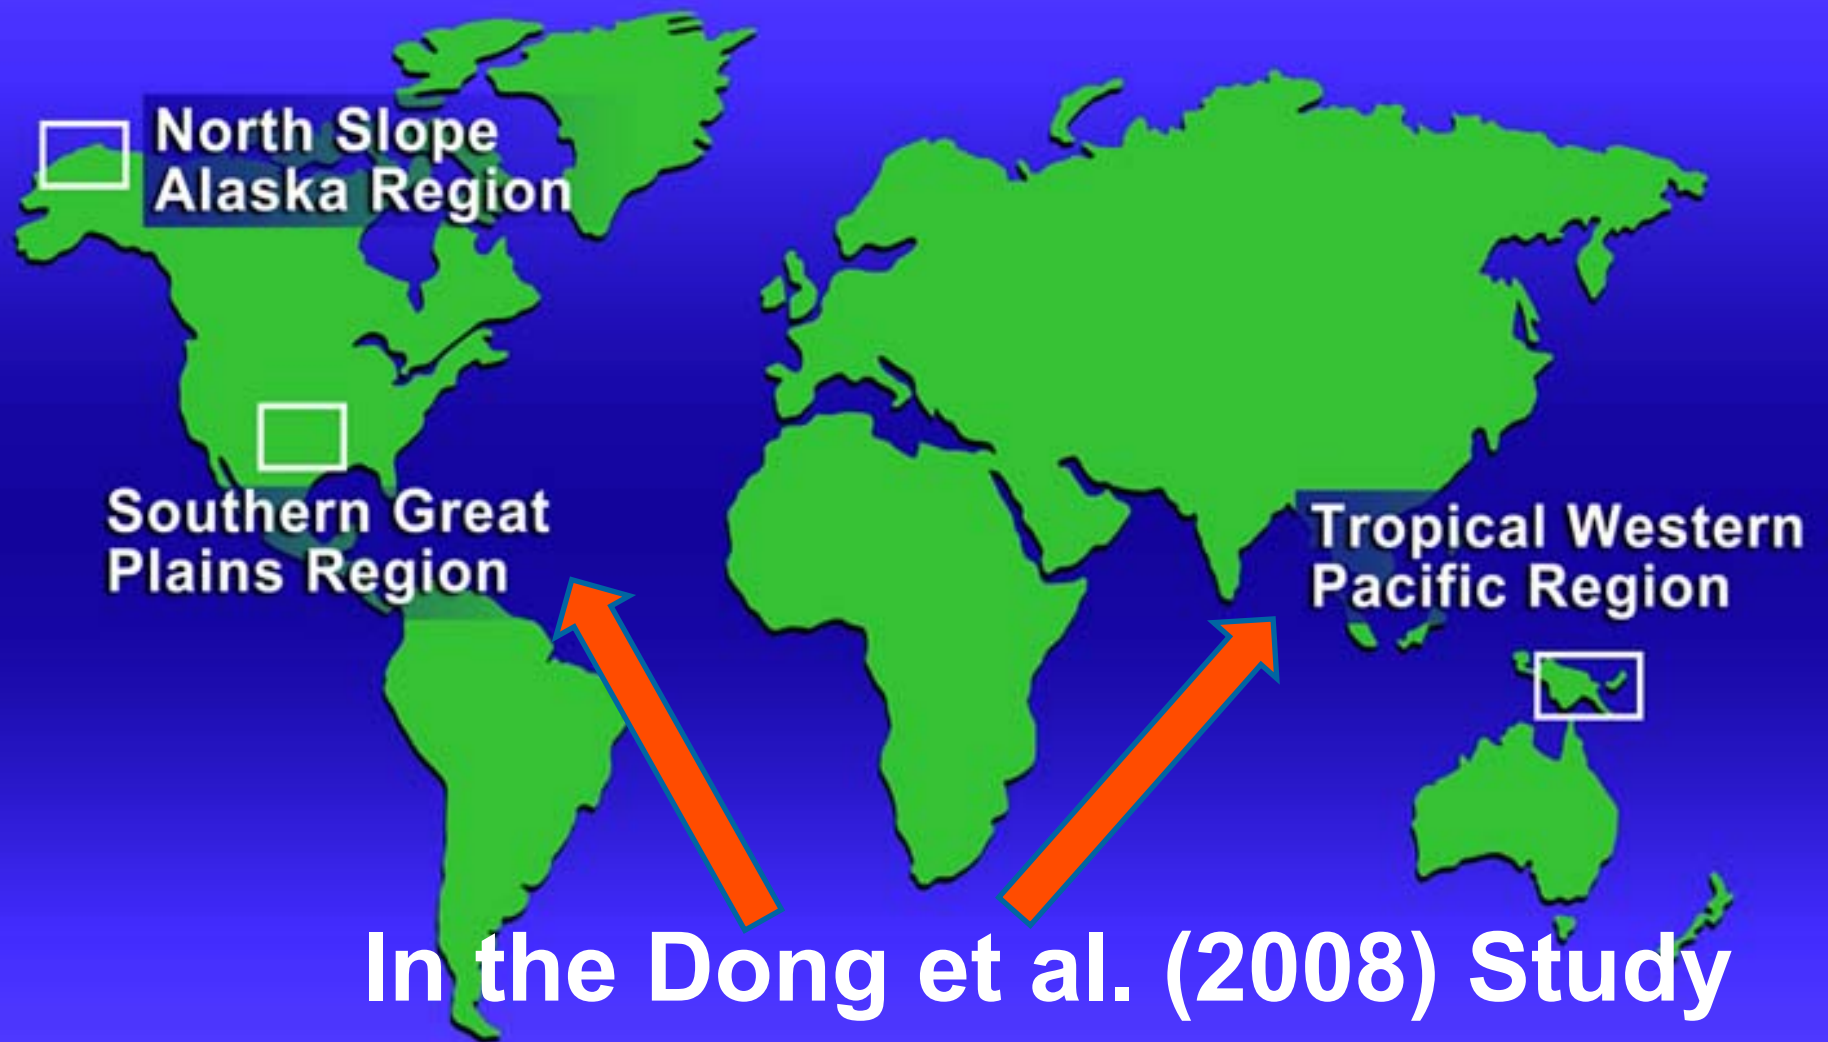 North Slope
Alaska Region
Southern Great
Plains Region
Tropical Western
Pacific Region
In the Dong et al. (2008) Study